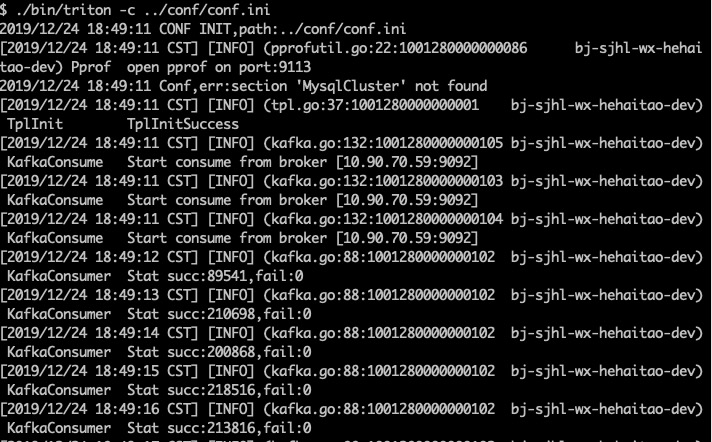 $ ./bin/triton -c ../conf/conf.ini
2019/12/24 18:49:11 CONF INIT,path:../conf/conf.ini
[2019/12/24 18:49:11 CST] [INFO] (pprofutil.go:22:1001280000000086      bj-sjhl-wx-hehai
tao-dev) Pprof  open pprof on port:9113
2019/12/24 18:49:11 Conf,err:section 'MysqlCluster' not found
[2019/12/24 18:49:11 CST] [INFO] (tpl.go:37:1001280000000001    bj-sjhl-wx-hehaitao-dev)
 TplInit        TplInitSuccess
[2019/12/24 18:49:11 CST] [INFO] (kafka.go:132:1001280000000105 bj-sjhl-wx-hehaitao-dev)
 KafkaConsume   Start consume from broker [10.90.70.59:9092]
[2019/12/24 18:49:11 CST] [INFO] (kafka.go:132:1001280000000103 bj-sjhl-wx-hehaitao-dev)
 KafkaConsume   Start consume from broker [10.90.70.59:9092]
[2019/12/24 18:49:11 CST] [INFO] (kafka.go:132:1001280000000104 bj-sjhl-wx-hehaitao-dev)
 KafkaConsume   Start consume from broker [10.90.70.59:9092]
[2019/12/24 18:49:12 CST] [INFO] (kafka.go:88:1001280000000102  bj-sjhl-wx-hehaitao-dev)
 KafkaConsumer  Stat succ:89541,fail:0
[2019/12/24 18:49:13 CST] [INFO] (kafka.go:88:1001280000000102  bj-sjhl-wx-hehaitao-dev)
 KafkaConsumer  Stat succ:210698,fail:0
[2019/12/24 18:49:14 CST] [INFO] (kafka.go:88:1001280000000102  bj-sjhl-wx-hehaitao-dev)
 KafkaConsumer  Stat succ:200868,fail:0
[2019/12/24 18:49:15 CST] [INFO] (kafka.go:88:1001280000000102  bj-sjhl-wx-hehaitao-dev)
 KafkaConsumer  Stat succ:218516,fail:0
[2019/12/24 18:49:16 CST] [INFO] (kafka.go:88:1001280000000102  bj-sjhl-wx-hehaitao-dev)
 KafkaConsumer  Stat succ:213816,fail:0